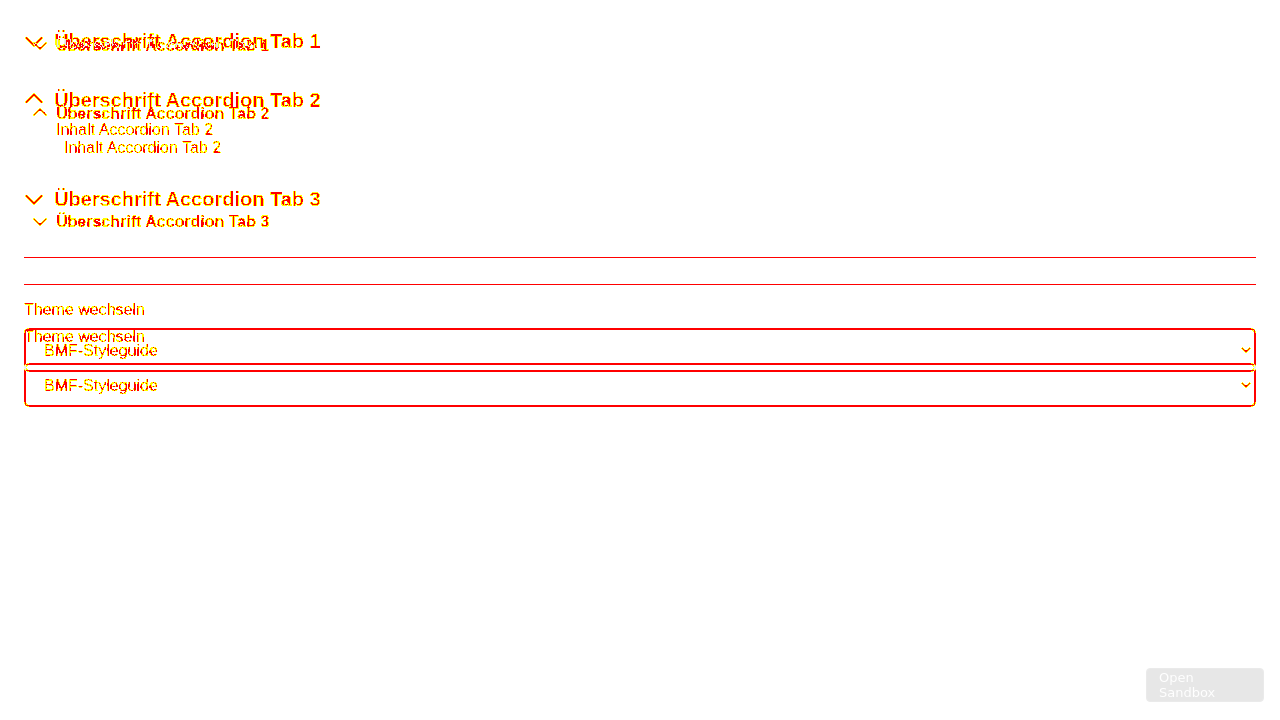 Überschrift Accordion Tab 1
Überschrift Accordion Tab 1
Überschrift Accordion Tab 2
Überschrift Accordion Tab 2
Inhalt Accordion Tab 2
Inhalt Accordion Tab 2
Überschrift Accordion Tab 3
Überschrift Accordion Tab 3
Theme wechseln
Theme wechseln
BMF-Styleguide
BMF-Styleguide
Open
Sandbox